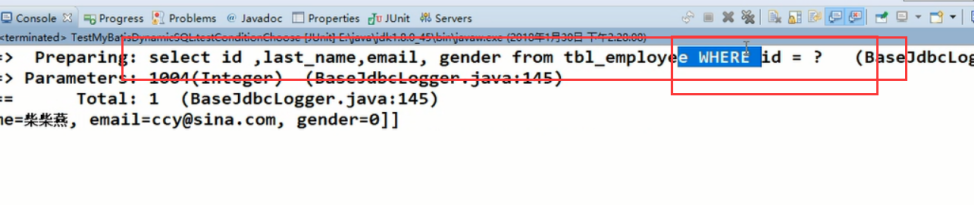 Console Progress Problems Javadoc Properties JUnit Servers
<terminated> TestMyBatisDynamicSQL.testConditionChoose [JUnit] E:\java\jdk1.8.0_45\bin\javaw.exe (2018年1月30日 下午2:28:08)
=> Preparing: select id ,last_name,email, gender from tbl_employee WHERE id = ? (BaseJdbcLog
=> Parameters: 1004(Integer) (BaseJdbcLogger.java:145)
== Total: 1 (BaseJdbcLogger.java:145)
me=柴柴燕, email=ccy@sina.com, gender=0]]